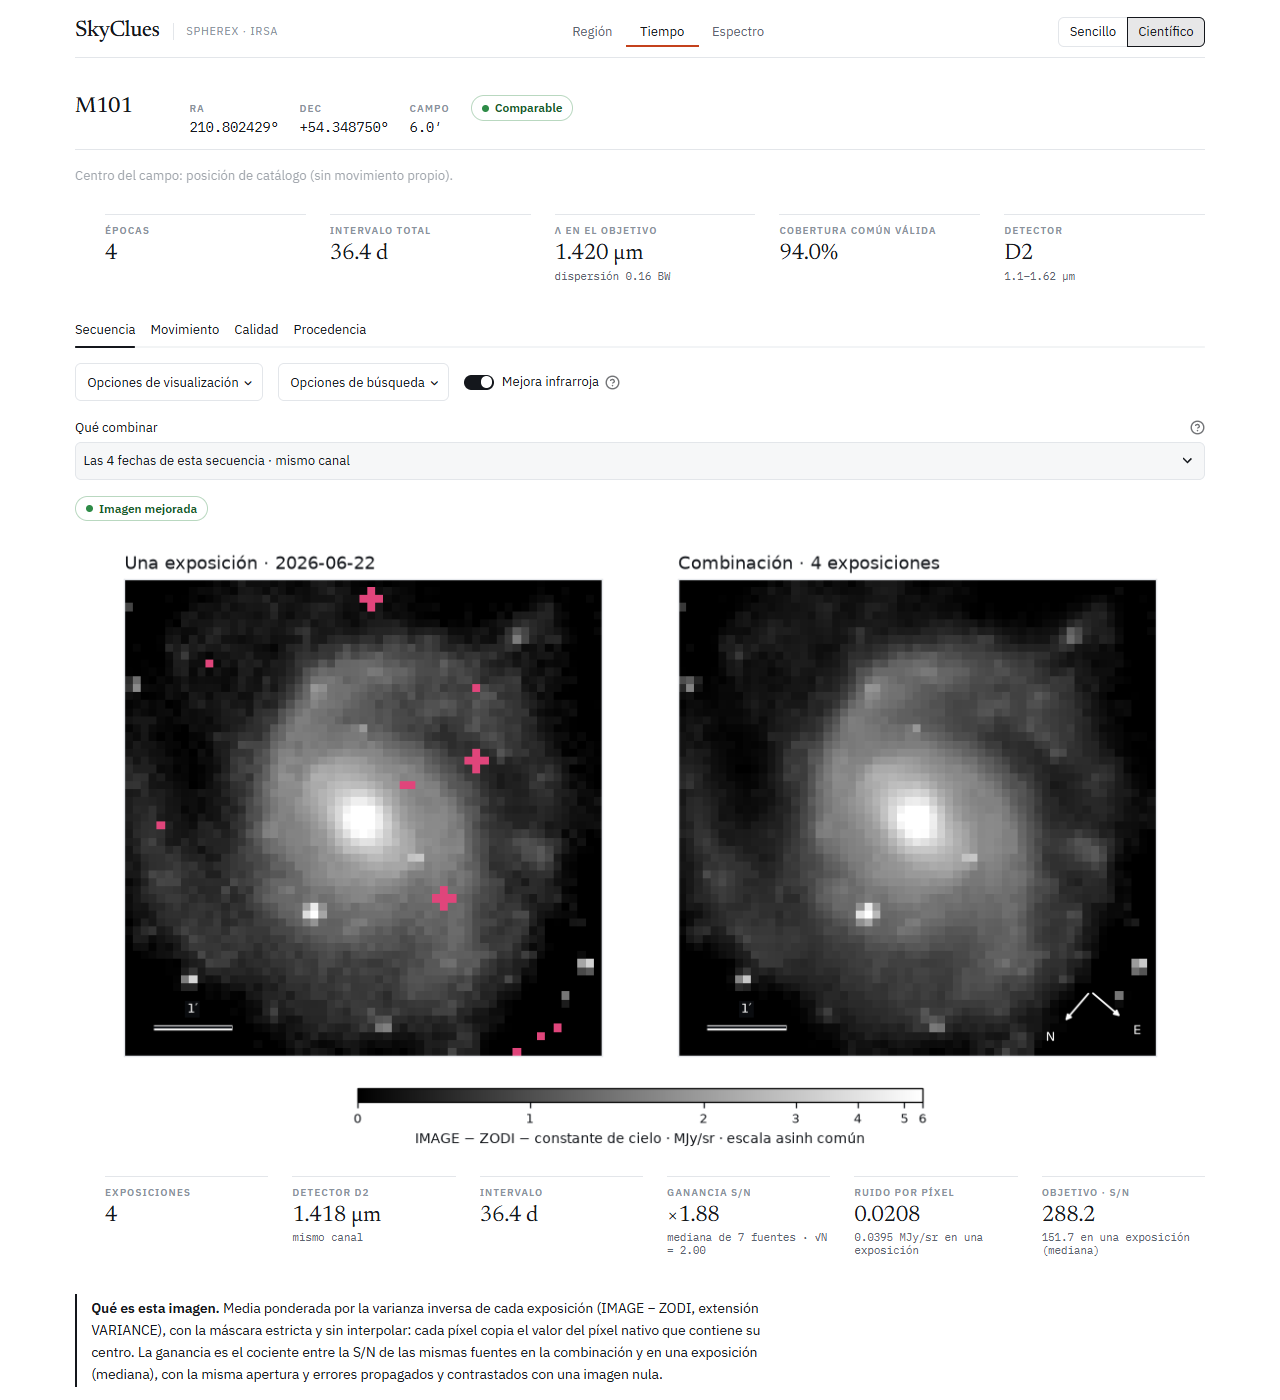 SkyClues
SPHEREX · IRSA
Región
Tiempo
Espectro
Sencillo
Científico
M101
RA
210.802429°
DEC
+54.348750°
CAMPO
6.0′
Comparable
Centro del campo: posición de catálogo (sin movimiento propio).
ÉPOCAS
4
INTERVALO TOTAL
36.4 d
Λ EN EL OBJETIVO
1.420 µm
dispersión 0.16 BW
COBERTURA COMÚN VÁLIDA
94.0%
DETECTOR
D2
1.1–1.62 µm
Secuencia
Movimiento
Calidad
Procedencia
Opciones de visualización
Opciones de búsqueda
Mejora infrarroja
Qué combinar
Las 4 fechas de esta secuencia · mismo canal
Imagen mejorada
Una exposición · 2026-06-22
Combinación · 4 exposiciones
1′
1′
N
E
0 1 2 3 4 5 6
IMAGE − ZODI − constante de cielo · MJy/sr · escala asinh común
EXPOSICIONES
4
DETECTOR D2
1.418 µm
mismo canal
INTERVALO
36.4 d
GANANCIA S/N
×1.88
mediana de 7 fuentes · √N
= 2.00
RUIDO POR PÍXEL
0.0208
0.0395 MJy/sr en una
exposición
OBJETIVO · S/N
288.2
151.7 en una exposición
(mediana)
Qué es esta imagen. Media ponderada por la varianza inversa de cada exposición (IMAGE − ZODI, extensión
VARIANCE), con la máscara estricta y sin interpolar: cada píxel copia el valor del píxel nativo que contiene su
centro. La ganancia es el cociente entre la S/N de las mismas fuentes en la combinación y en una exposición
(mediana), con la misma apertura y errores propagados y contrastados con una imagen nula.